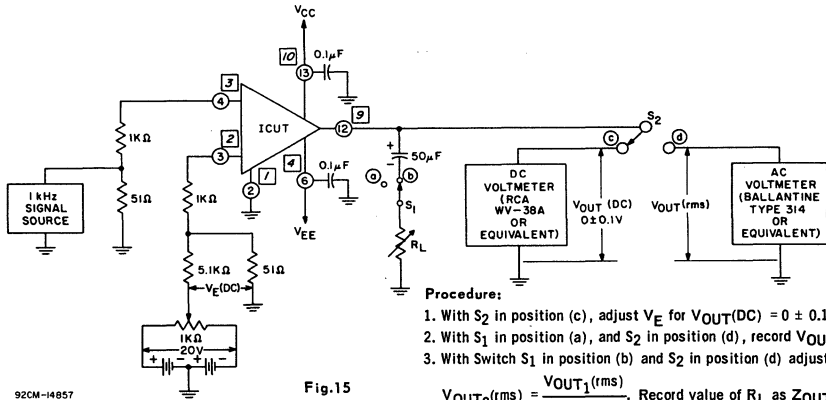 VCC
10
13
0.1µF
3
4
ICUT
9
12
2
3
1
2
4
6
0.1µF
VEE
1KΩ
51Ω
1 kHz
SIGNAL
SOURCE
1KΩ
5.1KΩ
51Ω
VE(DC)
1KΩ
20V
+ - + -
+
-
50µF
(a)
(b)
S1
RL
S2
(c)
(d)
DC
VOLTMETER
(RCA
WV-38A
OR
EQUIVALENT)
VOUT (DC)
0±0.1V
VOUT(rms)
AC
VOLTMETER
(BALLANTINE
TYPE 314
OR
EQUIVALENT)
Procedure:
1. With S2 in position (c), adjust VE for VOUT(DC) = 0 ± 0.1
2. With S1 in position (a), and S2 in position (d), record VOU
3. With Switch S1 in position (b) and S2 in position (d) adjust
VOUT2(rms) = VOUT1(rms) . Record value of RL as ZOUT
92CM-14857
Fig.15